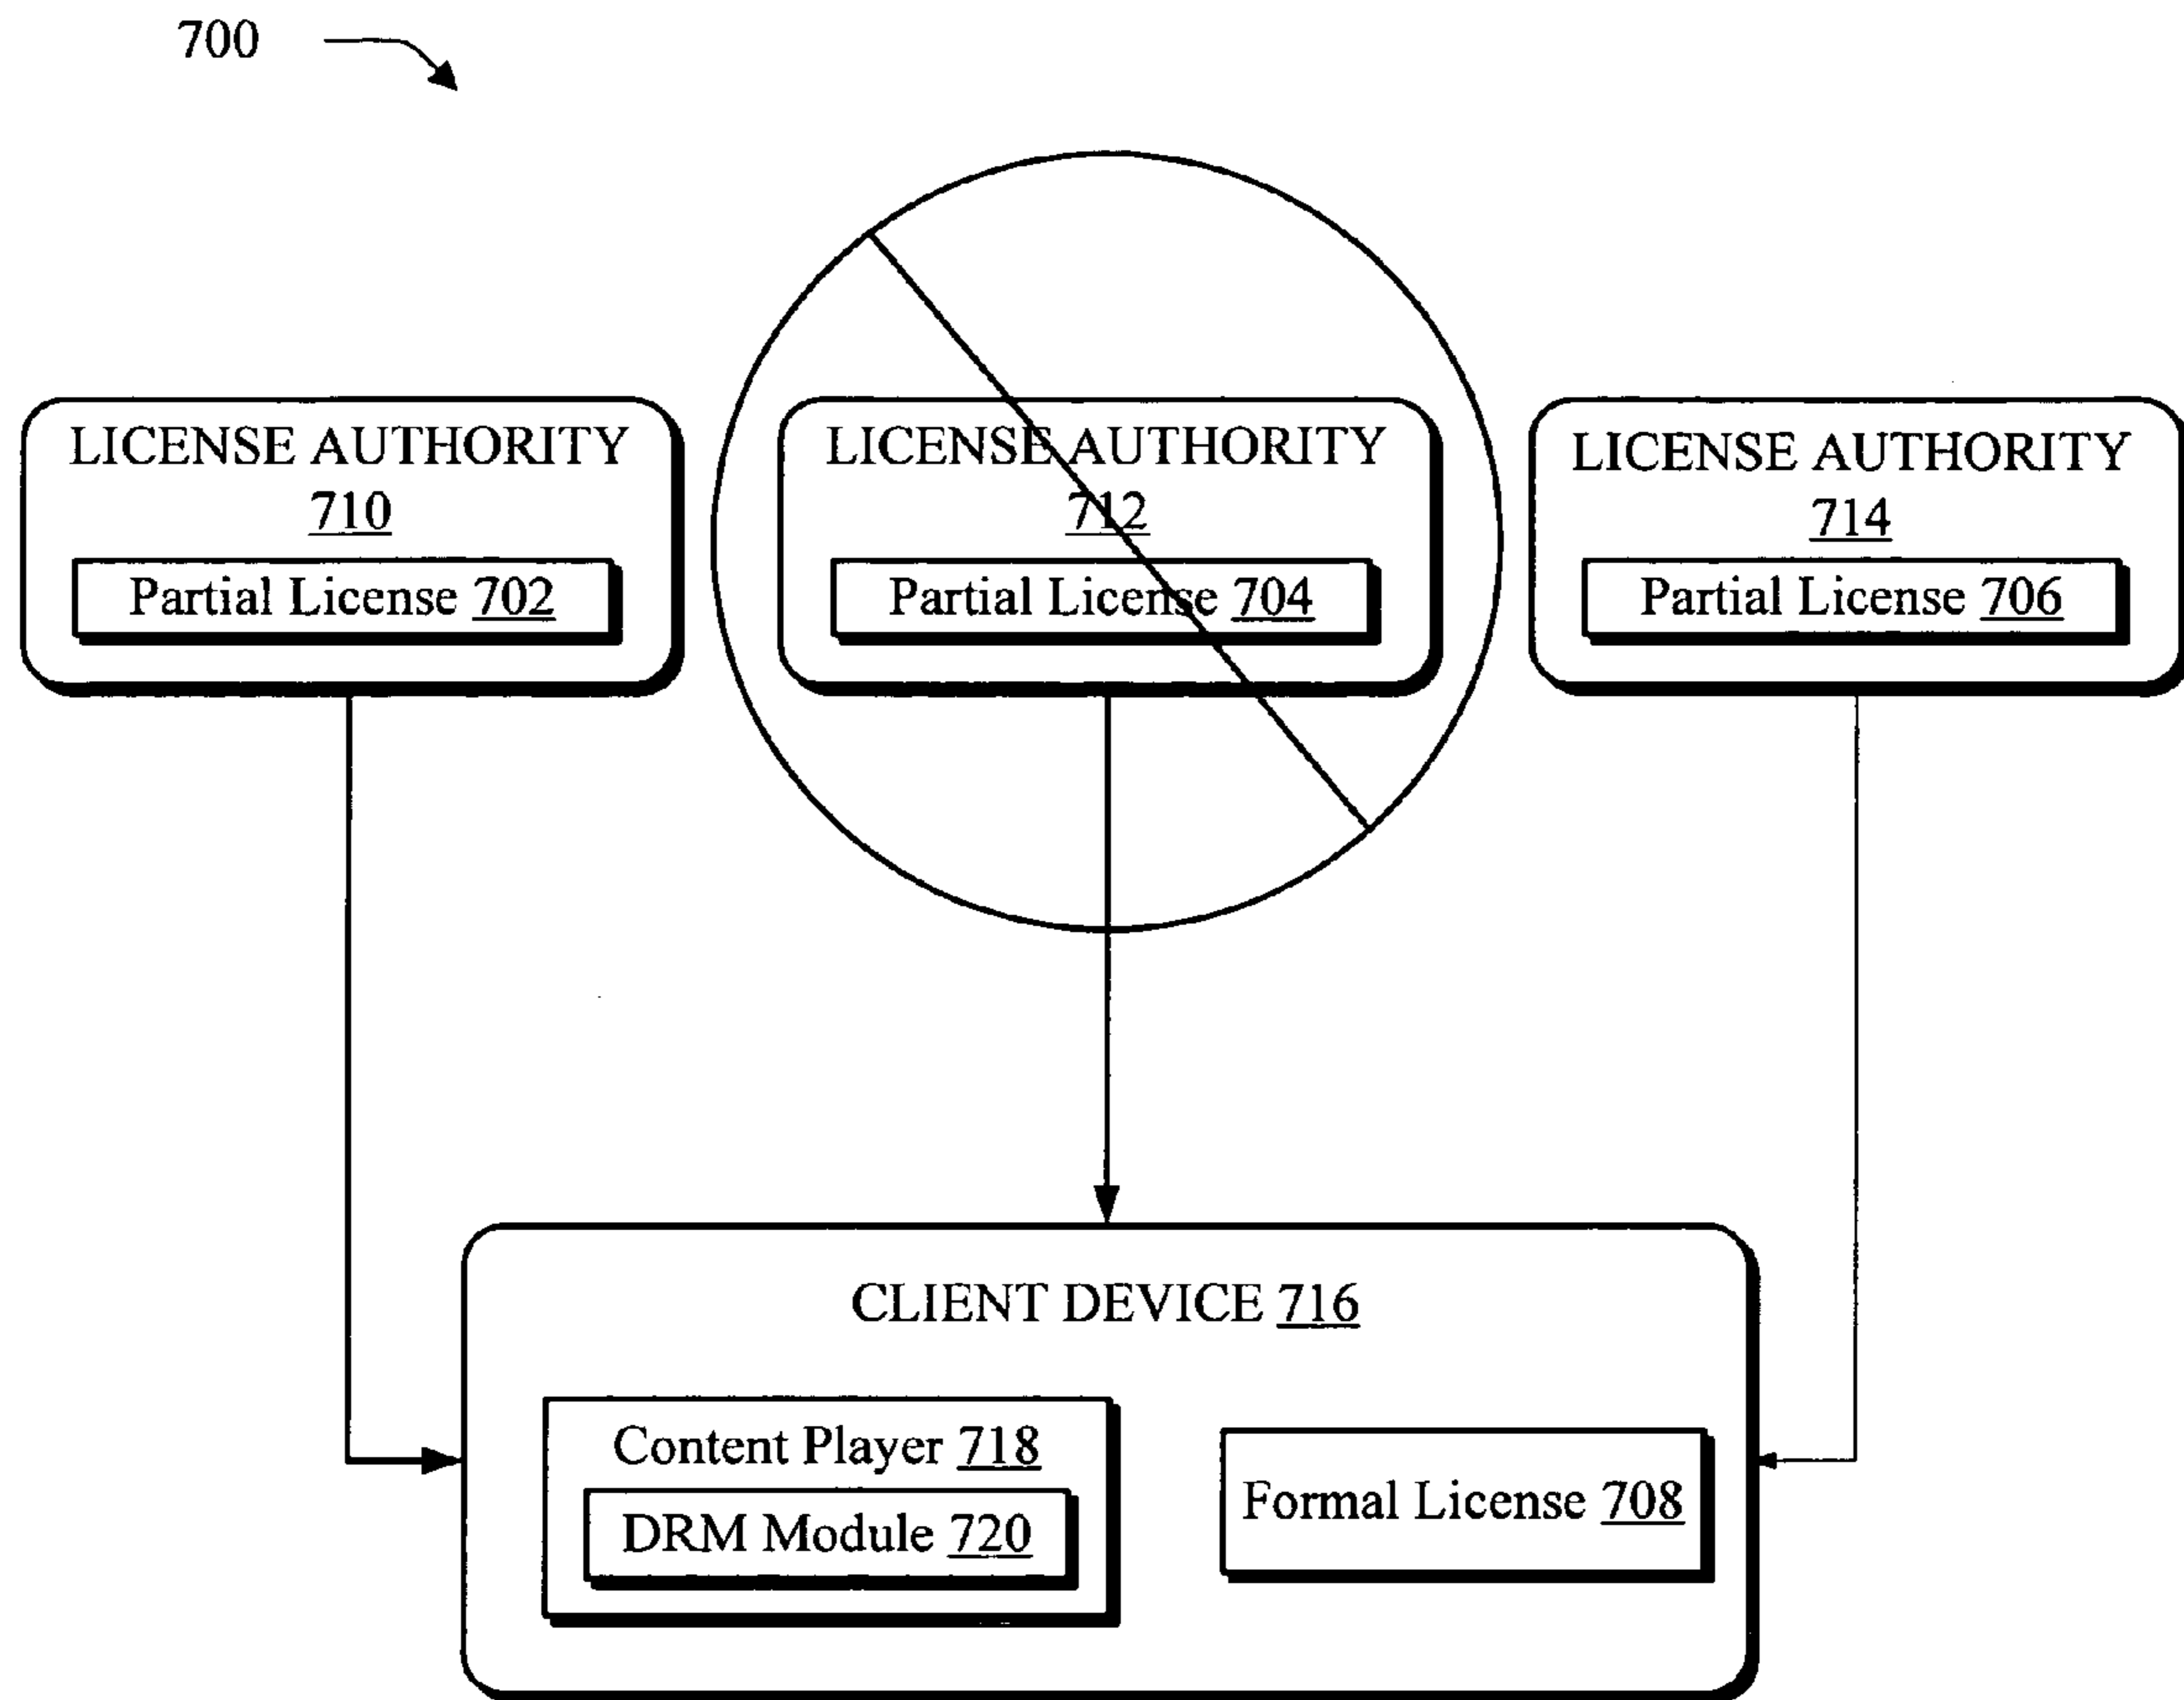 700
LICENSE AUTHORITY
710
Partial License 702
LICENSE AUTHORITY
712
Partial License 704
LICENSE AUTHORITY
714
Partial License 706
CLIENT DEVICE 716
Content Player 718
DRM Module 720
Formal License 708